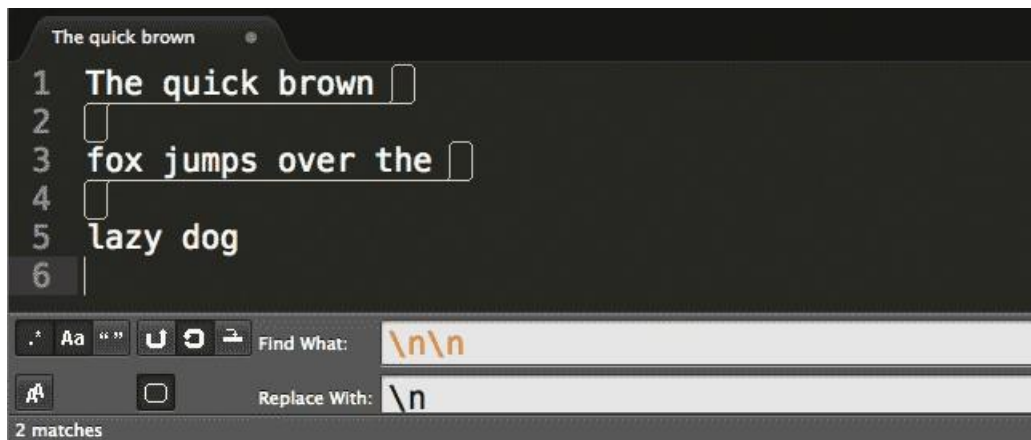 The quick brown
1 The quick brown
2
3 fox jumps over the
4
5 lazy dog
6
.* Aa “” Find What: \n\n
Replace With: \n
2 matches